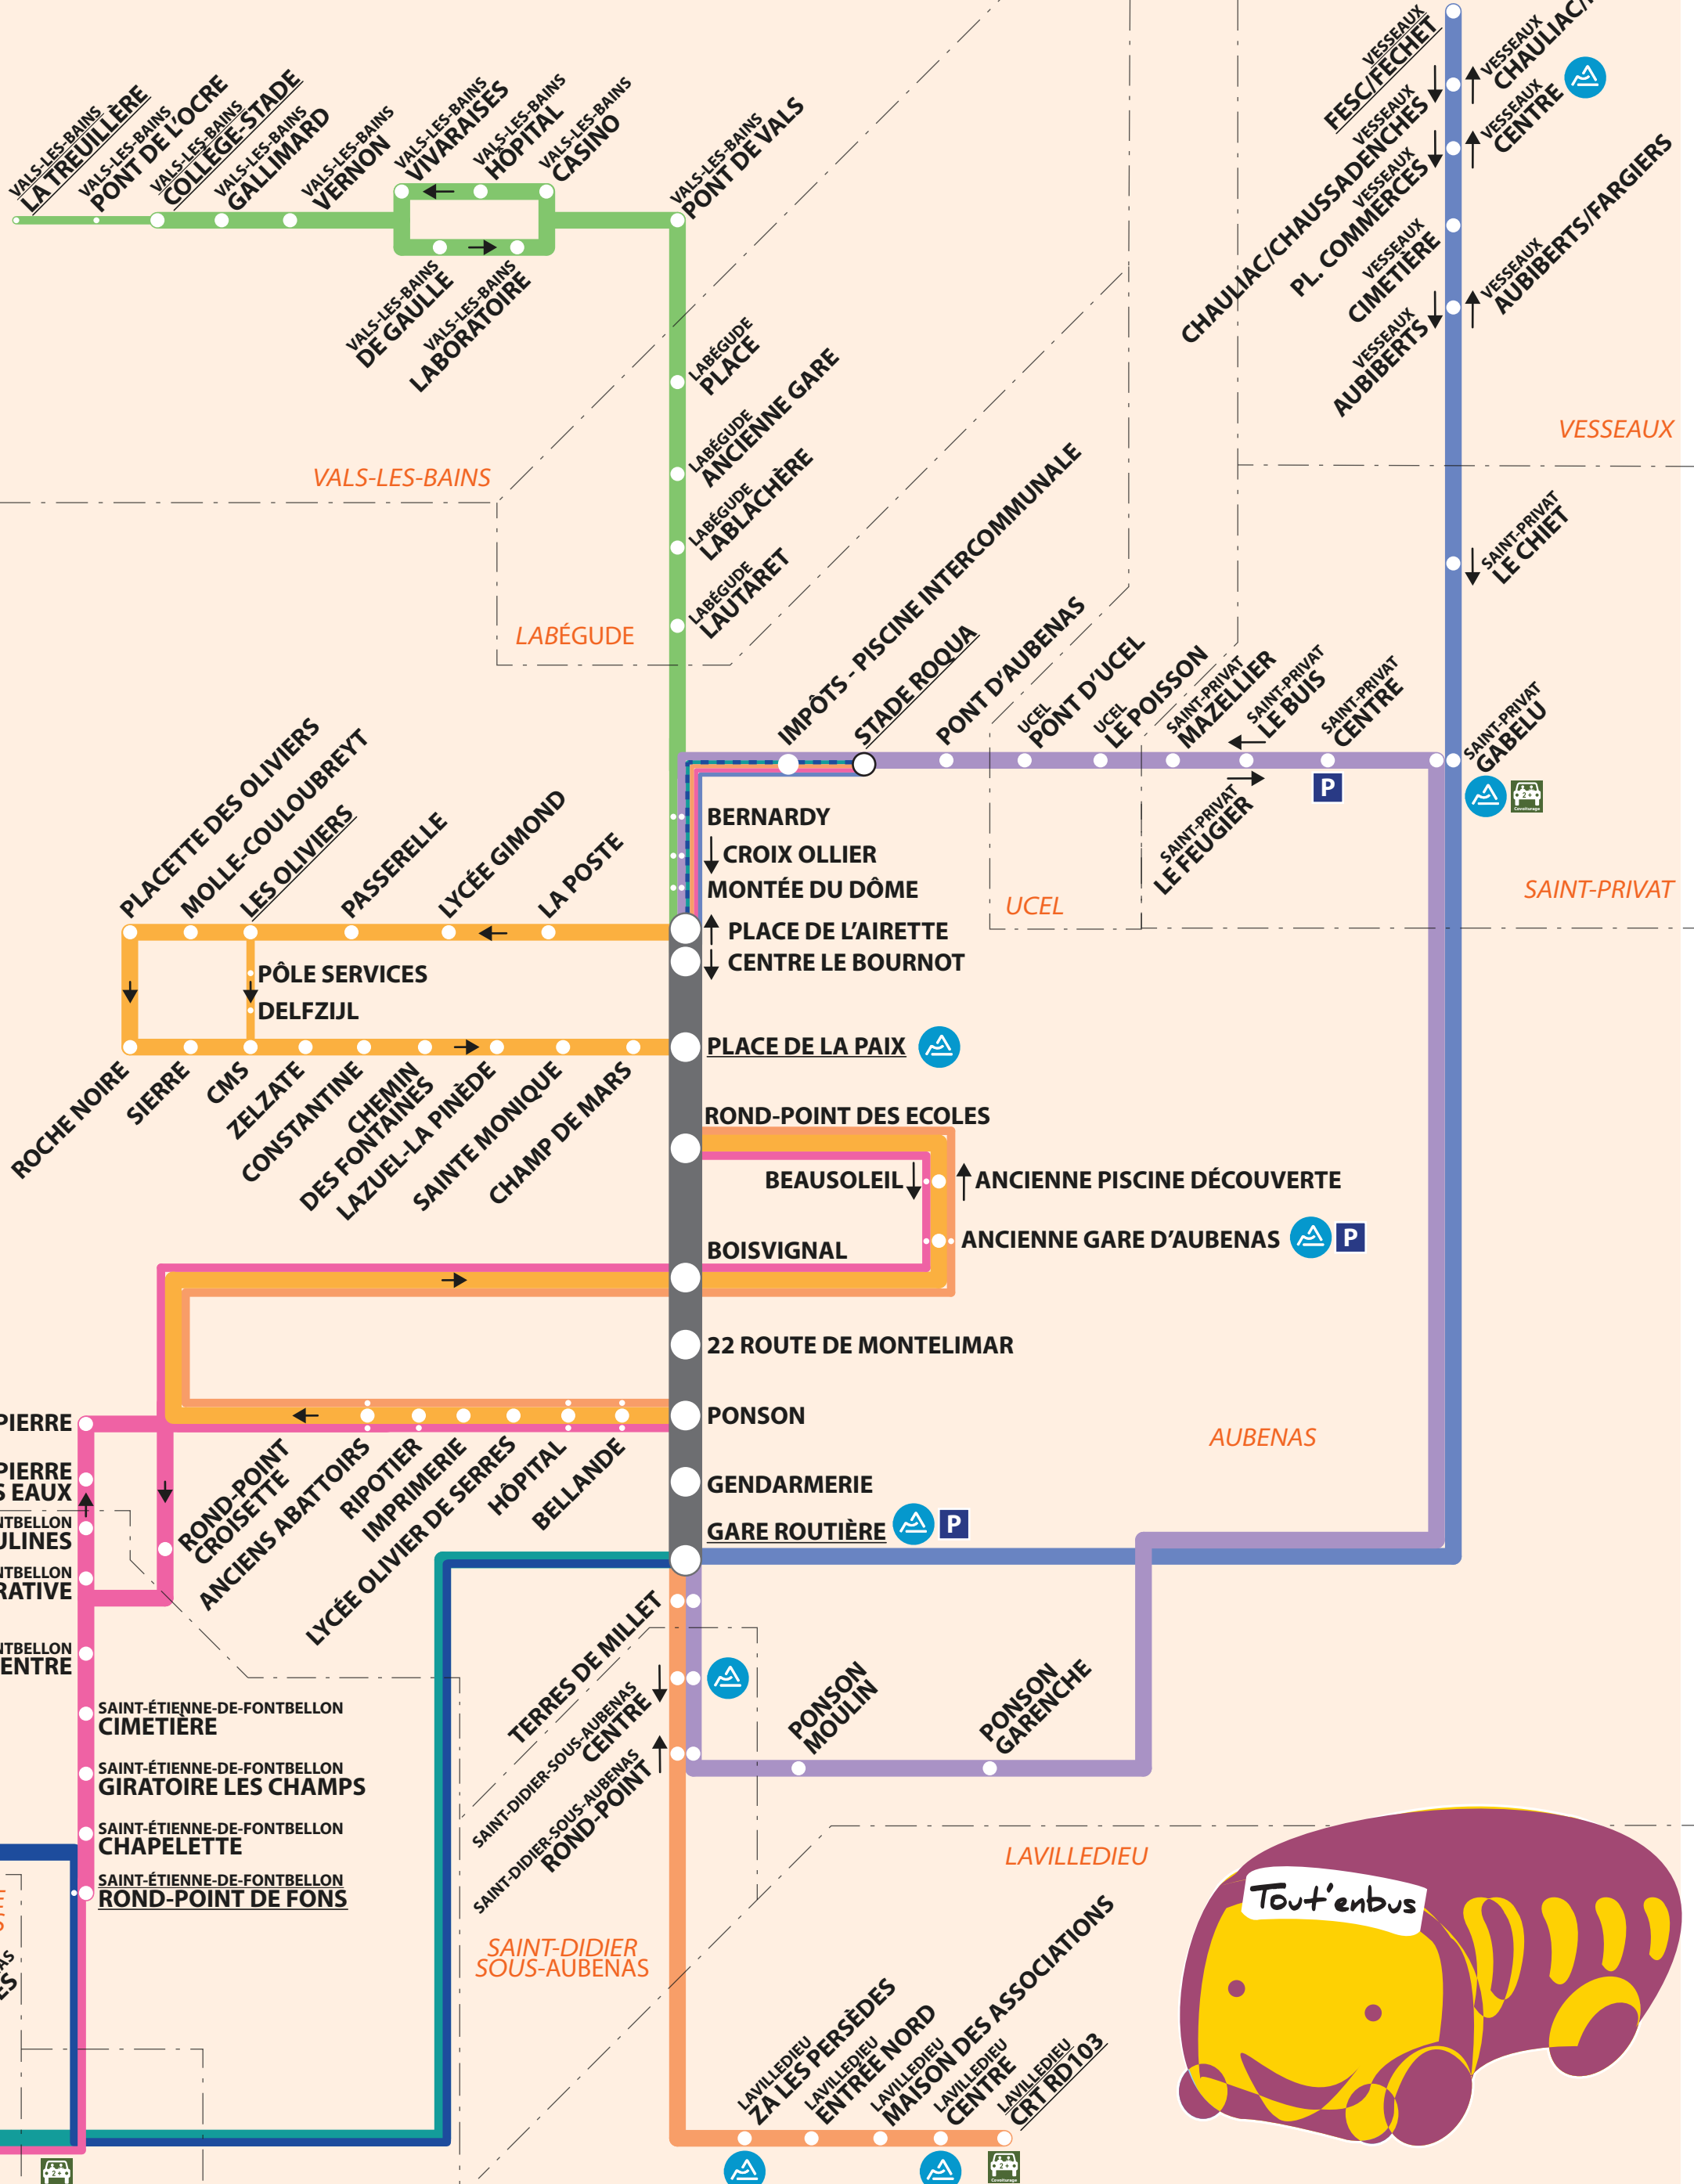 VALS-LES-BAINS
LA TREUILLÈRE
VALS-LES-BAINS
PONT DE L'OCRE
VALS-LES-BAINS
COLLÈGE-STADE
VALS-LES-BAINS
GALLIMARD
VALS-LES-BAINS
VERNON
VALS-LES-BAINS
VIVARAISES
VALS-LES-BAINS
HÔPITAL
VALS-LES-BAINS
CASINO
VALS-LES-BAINS
PONT DE VALS
VALS-LES-BAINS
DE GAULLE
VALS-LES-BAINS
LABORATOIRE
VESSEAUX
FESC/FECHET
VESSEAUX
VESSEAUX
CENTRE
VESSEAUX
CHAULIAC/CHAUSSADENCHES
VESSEAUX
PL. COMMERCES
VESSEAUX
CIMETIÈRE
VESSEAUX
AUBIBERTS/FARGIERS
VESSEAUX
AUBIBERTS
VESSEAUX
LABÉGUDE
PLACE
LABÉGUDE
ANCIENNE GARE
LABÉGUDE
LABLACHÈRE
LABÉGUDE
LAUTARET
VALS-LES-BAINS
LABÉGUDE
SAINT-PRIVAT
LE CHIET
IMPÔTS - PISCINE INTERCOMMUNALE
STADE ROQUA
PONT D'AUBENAS
UCEL
PONT D'UCEL
UCEL
LE POISSON
SAINT-PRIVAT
MAZELLIER
SAINT-PRIVAT
LE BUIS
SAINT-PRIVAT
CENTRE
SAINT-PRIVAT
GABELU
P
Covoiturage
SAINT-PRIVAT
LE FEUGIER
UCEL
SAINT-PRIVAT
BERNARDY
CROIX OLLIER
MONTÉE DU DÔME
PLACE DE L'AIRETTE
CENTRE LE BOURNOT
PLACE DE LA PAIX
PLACETTE DES OLIVIERS
MOLLE-COULOUBREYT
LES OLIVIERS
PASSERELLE
LYCÉE GIMOND
LA POSTE
PÔLE SERVICES
DELFZIJL
ROCHE NOIRE
SIERRE
CMS
ZELZATE
CONSTANTINE
CHEMIN
DES FONTAINES
LAZUEL-LA PINÈDE
SAINTE MONIQUE
CHAMP DE MARS
ROND-POINT DES ECOLES
BEAUSOLEIL
ANCIENNE PISCINE DÉCOUVERTE
ANCIENNE GARE D'AUBENAS
P
BOISVIGNAL
22 ROUTE DE MONTELIMAR
PONSON
AUBENAS
GENDARMERIE
GARE ROUTIÈRE
P
PIERRE
PIERRE
EAUX
ROND-POINT
CROISETTE
ANCIENS ABATTOIRS
RIPOTIER
IMPRIMERIE
LYCÉE OLIVIER DE SERRES
HÔPITAL
BELLANDE
TERRES DE MILLET
SAINT-DIDIER-SOUS-AUBENAS
CENTRE
SAINT-DIDIER-SOUS-AUBENAS
ROND-POINT
PONSON
MOULIN
PONSON
GARENCHE
SAINT-ÉTIENNE-DE-FONTBELLON
CIMETIÈRE
SAINT-ÉTIENNE-DE-FONTBELLON
GIRATOIRE LES CHAMPS
SAINT-ÉTIENNE-DE-FONTBELLON
CHAPELETTE
SAINT-ÉTIENNE-DE-FONTBELLON
ROND-POINT DE FONS
LAVILLEDIEU
SAINT-DIDIER
SOUS-AUBENAS
Tout'enbus
LAVILLEDIEU
ZA LES PERSÈDES
LAVILLEDIEU
ENTRÉE NORD
LAVILLEDIEU
MAISON DES ASSOCIATIONS
LAVILLEDIEU
CENTRE
LAVILLEDIEU
CRT RD103
Covoiturage